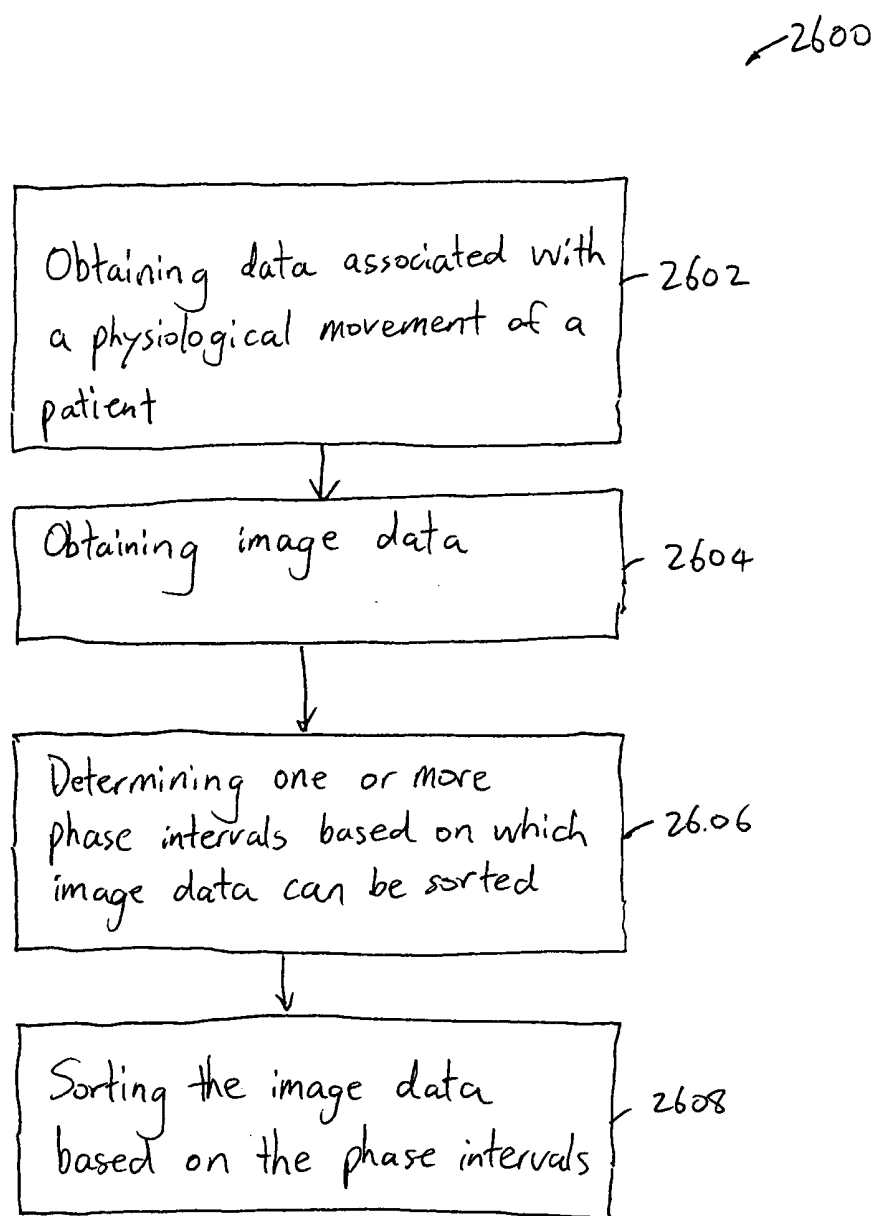 2600
Obtaining data associated with
a physiological movement of a
patient
2602
Obtaining image data
2604
Determining one or more
phase intervals based on which
image data can be sorted
26.06
Sorting the image data
based on the phase intervals
2608